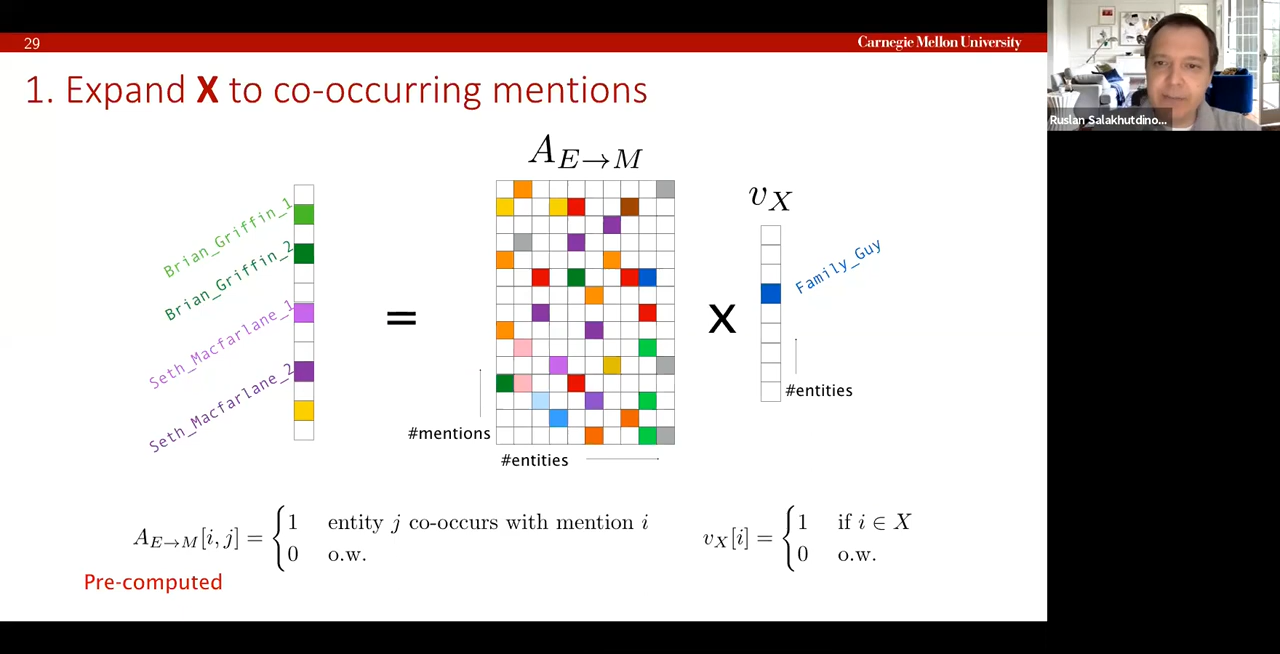 29
Carnegie Mellon University
1. Expand X to co-occurring mentions
Ruslan Salakhutdino...
A_{E→M}
v_X
Brian_Griffin_1
Brian_Griffin_2
Seth_Macfarlane_1
Seth_Macfarlane_2
=
x
Family_Guy
#entities
#mentions
#entities
A_{E→M}[i, j] = { 1 entity j co-occurs with mention i
0 o.w.
v_X[i] = { 1 if i ∈ X
0 o.w.
Pre-computed